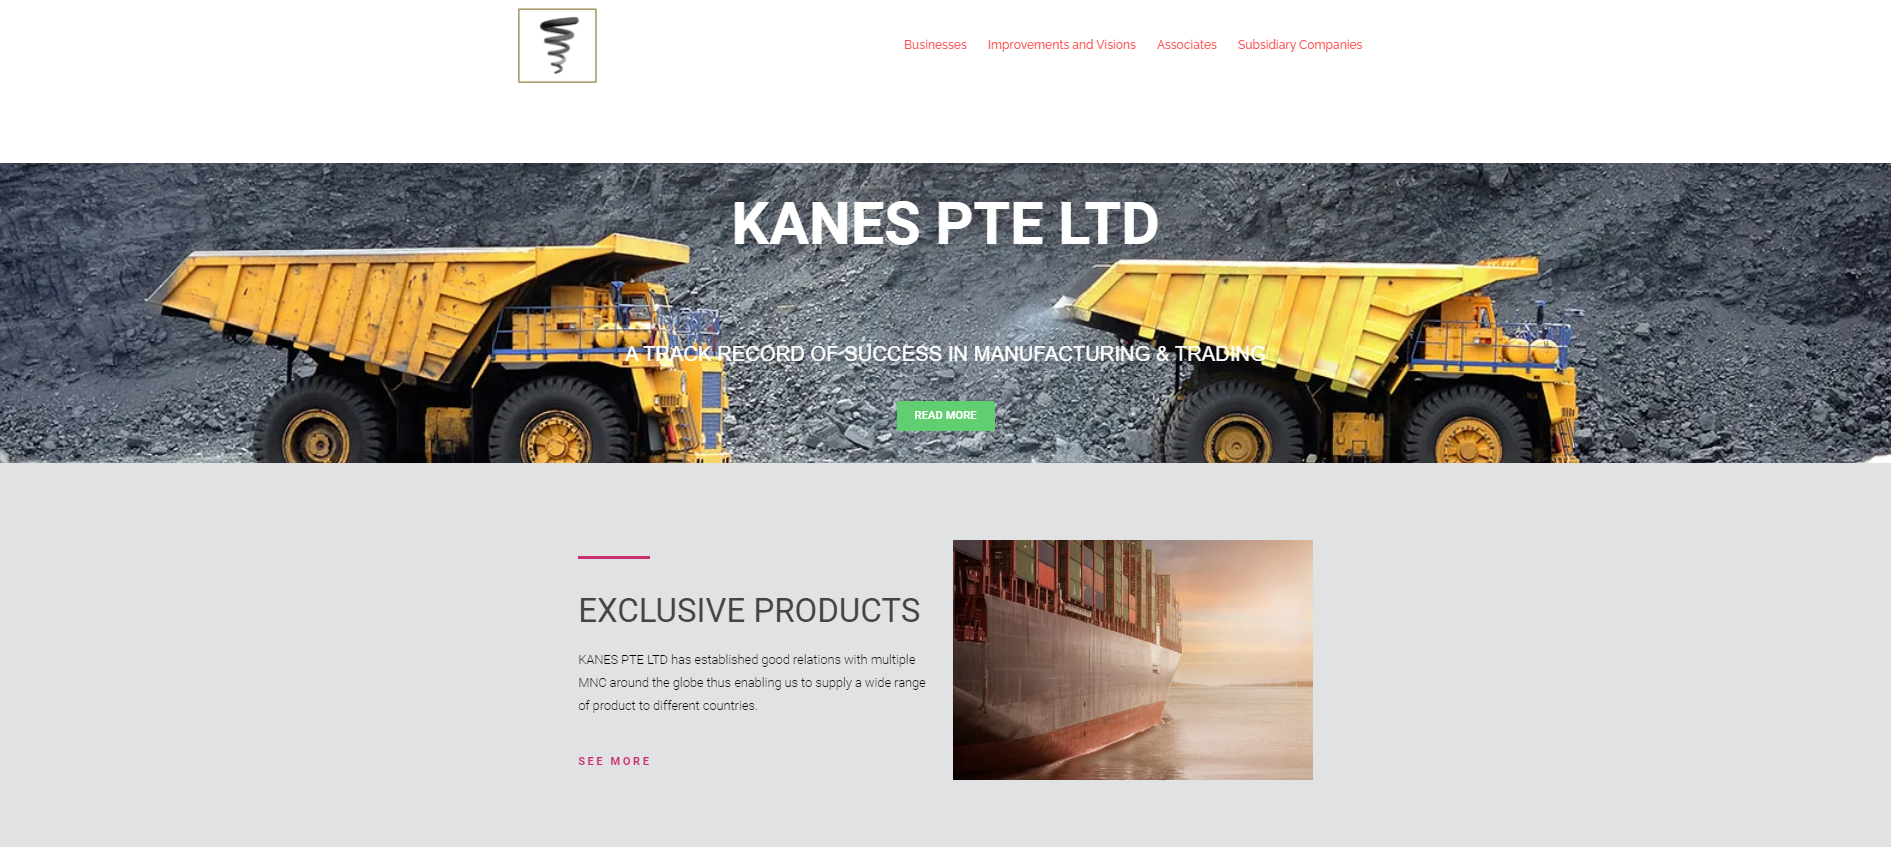 Businesses Improvements and Visions Associates Subsidiary Companies
KANES PTE LTD
A TRACK RECORD OF SUCCESS IN MANUFACTURING & TRADING
READ MORE
EXCLUSIVE PRODUCTS
KANES PTE LTD has established good relations with multiple
MNC around the globe thus enabling us to supply a wide range
of product to different countries.
SEE MORE